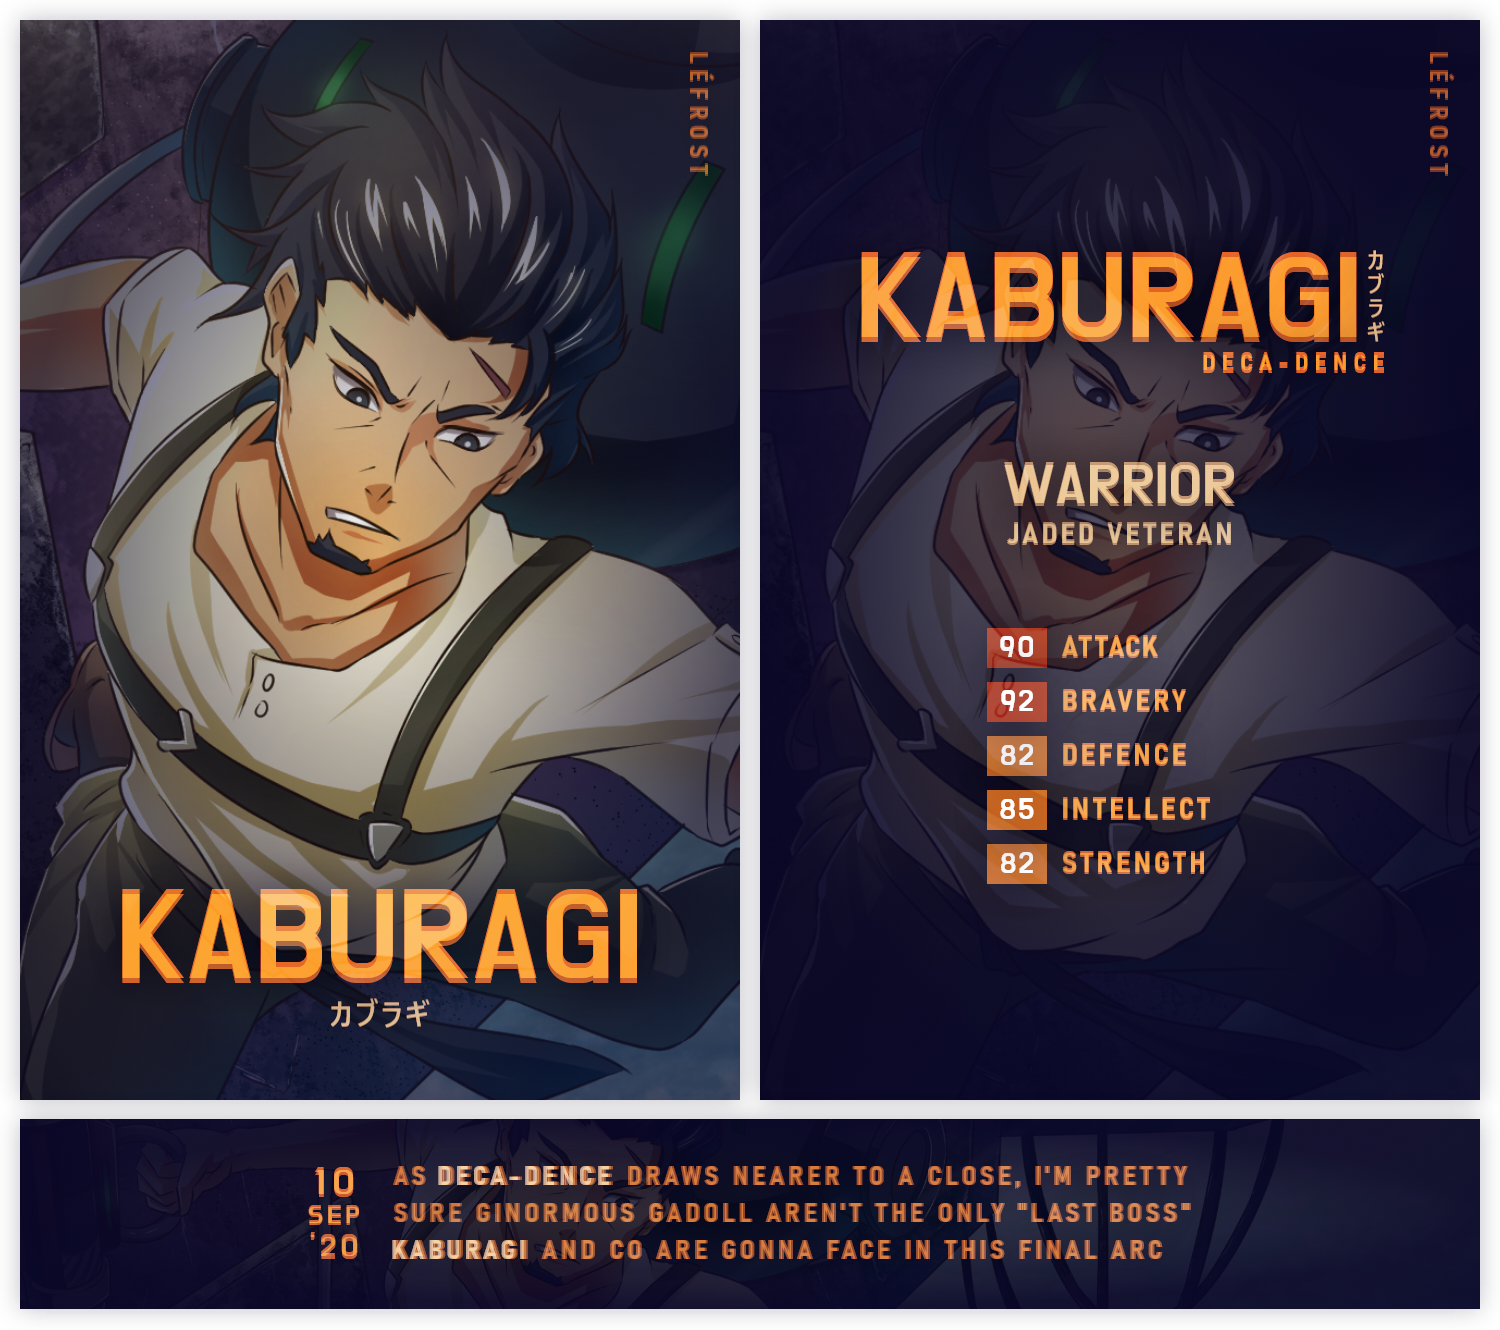 LÉFROST
KABURAGI
カブラギ
LÉFROST
KABURAGI
カブラギ
DECA-DENCE
WARRIOR
JADED VETERAN
90 ATTACK
92 BRAVERY
82 DEFENCE
85 INTELLECT
82 STRENGTH
10
SEP
'20
AS DECA-DENCE DRAWS NEARER TO A CLOSE, I'M PRETTY
SURE GINORMOUS GADOLL AREN'T THE ONLY "LAST BOSS"
KABURAGI AND CO ARE GONNA FACE IN THIS FINAL ARC